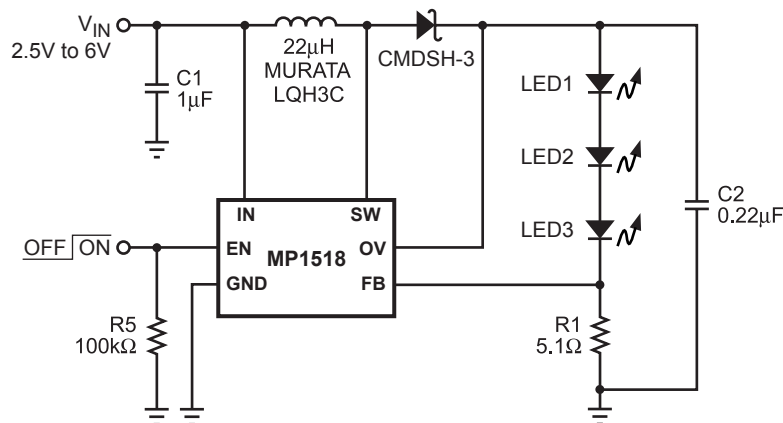 VIN
2.5V to 6V
C1
1μF
22μH
MURATA
LQH3C
CMDSH-3
LED1
LED2
LED3
C2
0.22μF
IN
SW
OFF ON
EN
MP1518
OV
GND
FB
R5
100kΩ
R1
5.1Ω